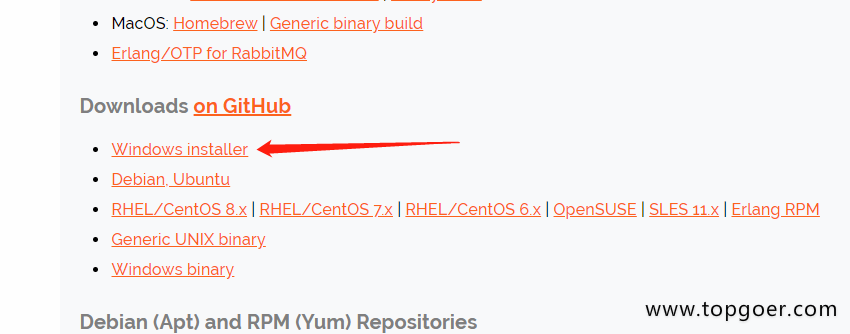 MacOS: Homebrew | Generic binary build
Erlang/OTP for RabbitMQ
Downloads on GitHub
Windows installer
Debian, Ubuntu
RHEL/CentOS 8.x | RHEL/CentOS 7.x | RHEL/CentOS 6.x | OpenSUSE | SLES 11.x | Erlang RPM
Generic UNIX binary
Windows binary
www.topgoer.com
Debian (Apt) and RPM (Yum) Repositories